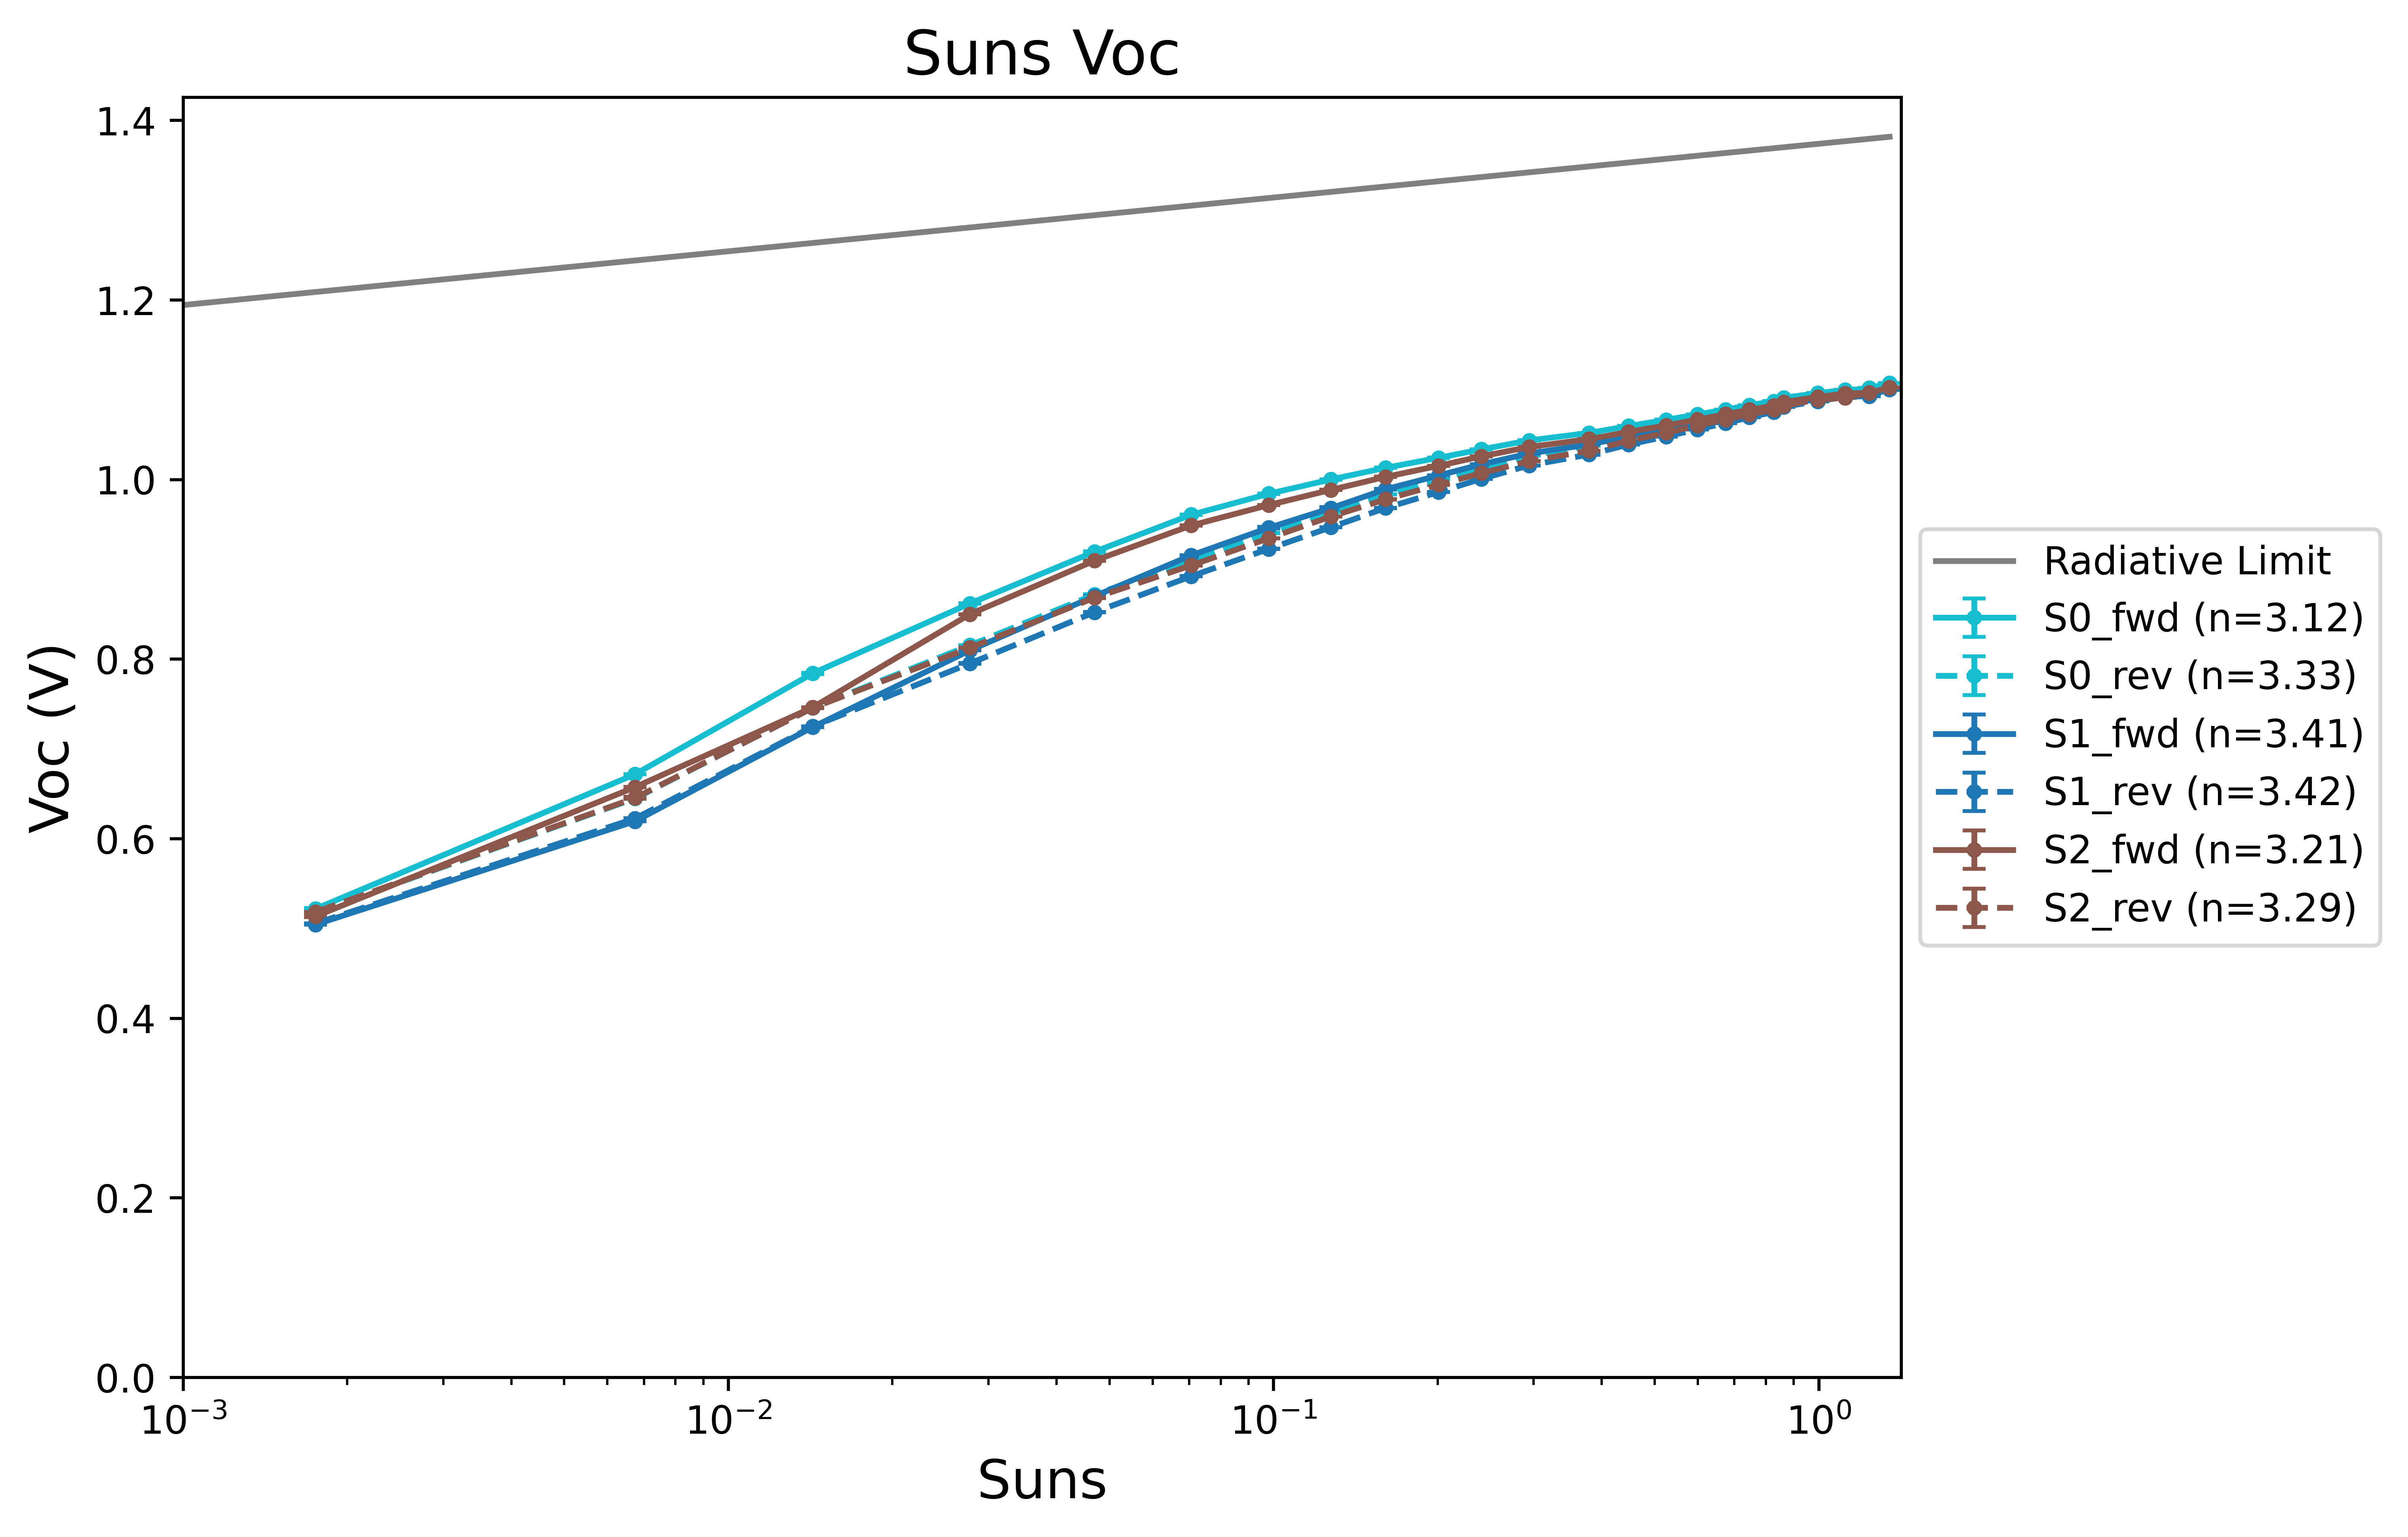 Suns Voc
1.4
1.2
1.0
0.8
0.6
0.4
0.2
0.0
Voc (V)
10⁻³
10⁻²
10⁻¹
10⁰
Suns
Radiative Limit
S0_fwd (n=3.12)
S0_rev (n=3.33)
S1_fwd (n=3.41)
S1_rev (n=3.42)
S2_fwd (n=3.21)
S2_rev (n=3.29)